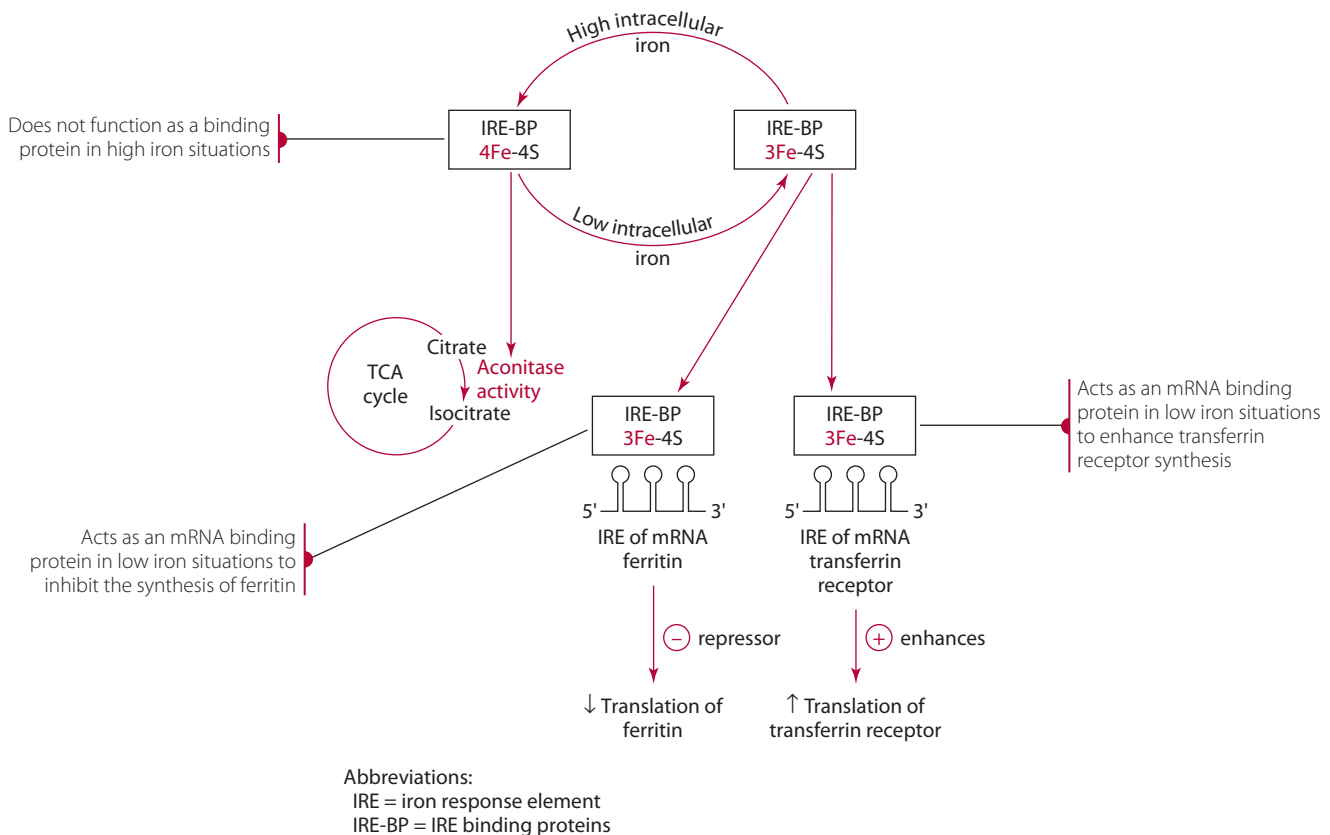 High intracellular
iron
Does not function as a binding
protein in high iron situations
IRE-BP
4Fe-4S
IRE-BP
3Fe-4S
Low intracellular
iron
TCA
cycle
Citrate
Isocitrate
Aconitase
activity
IRE-BP
3Fe-4S
IRE-BP
3Fe-4S
Acts as an mRNA binding
protein in low iron situations
to enhance transferrin
receptor synthesis
5' 3'
IRE of mRNA
ferritin
5' 3'
IRE of mRNA
transferrin
receptor
Acts as an mRNA binding
protein in low iron situations to
inhibit the synthesis of ferritin
− repressor
+ enhances
↓ Translation of
ferritin
↑ Translation of
transferrin receptor
Abbreviations:
IRE = iron response element
IRE-BP = IRE binding proteins